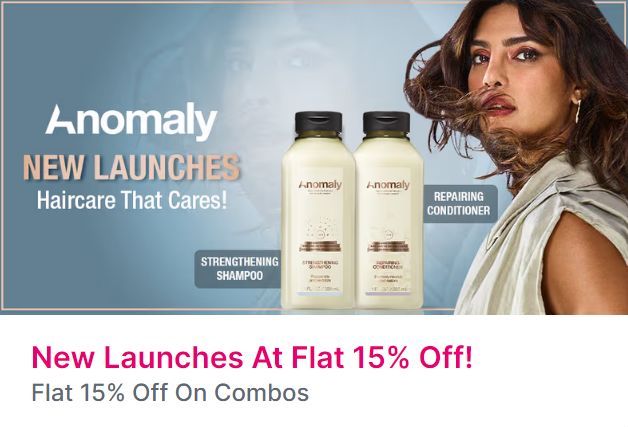 Anomaly
NEW LAUNCHES
Haircare That Cares!
Anomaly
STRENGTHENING
SHAMPOO
Anomaly
REPAIRING
CONDITIONER
REPAIRING
CONDITIONER
STRENGTHENING
SHAMPOO
New Launches At Flat 15% Off!
Flat 15% Off On Combos